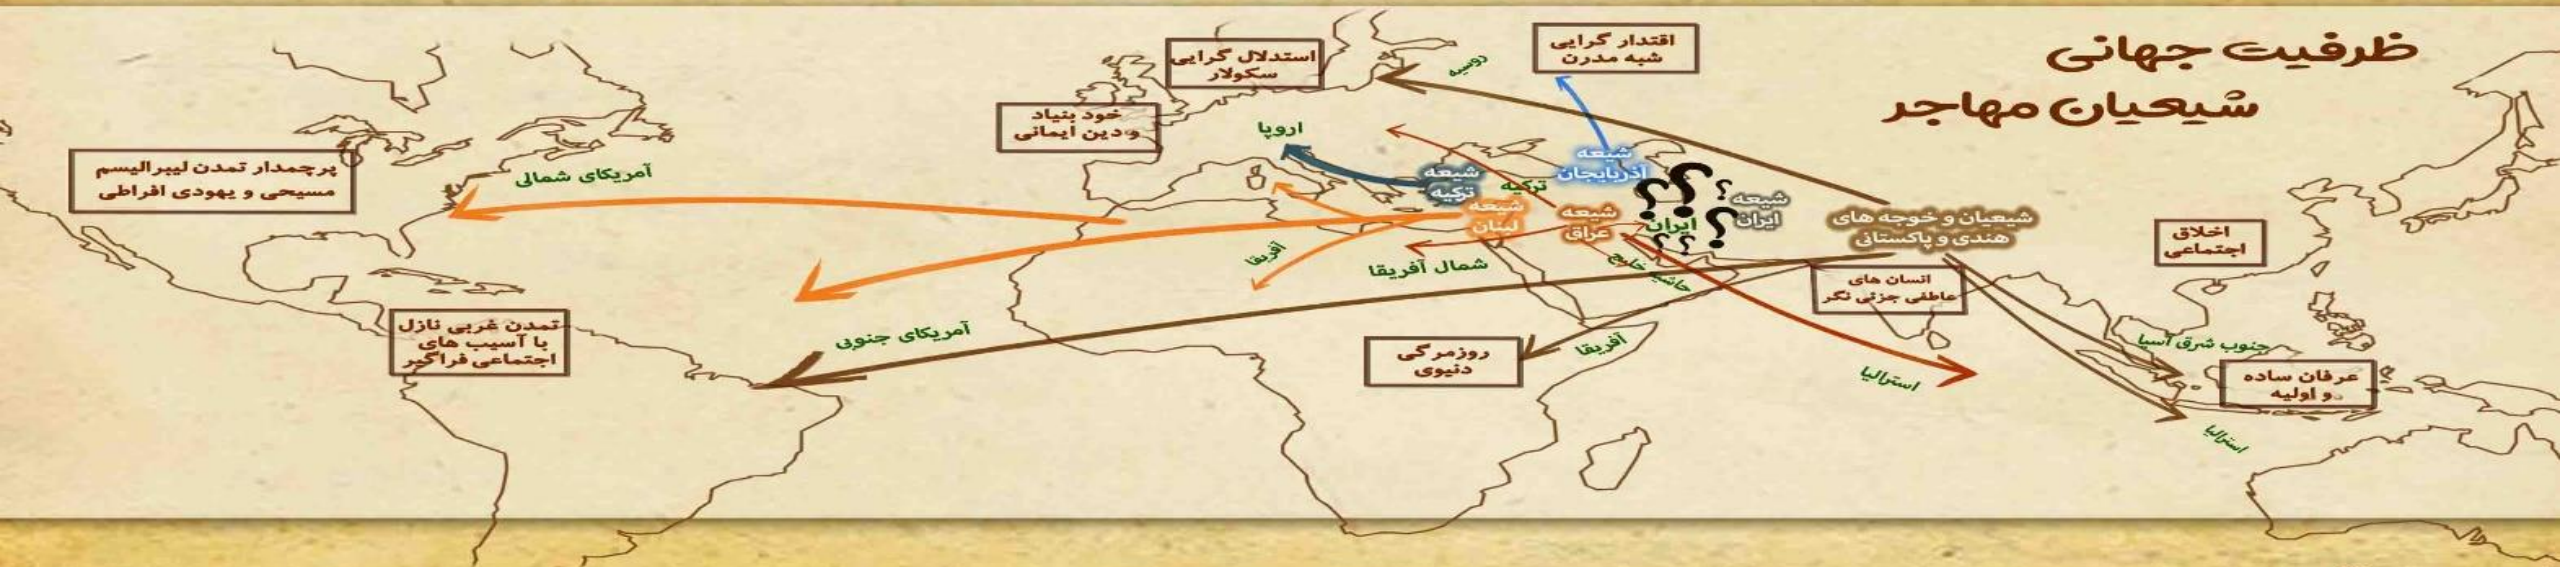 ظرفیت جهانی
شیعیان مهاجر
اقتدار گرایی
شبه مدرن
روسیه
استدلال گرایی
سکولار
خود بنیاد
و دین ایمانی
اروپا
پرچمدار تمدن لیبرالیسم
مسیحی و یهودی افراطی
آمریکای شمالی
شیعه
آذربایجان
شیعه
ترکیه
ترکیه
شیعه
لبنان
شیعه
عراق
ایران
شیعه
ایران
؟ ؟ ؟ ؟ ؟ ؟
شیعیان و خوجه های
هندی و پاکستانی
اخلاق
اجتماعی
آفریقا
شمال آفریقا
حاشیه خلیج
انسان های
عاطفی جزئی نگر
تمدن غربی نازل
با آسیب های
اجتماعی فراگیر
آمریکای جنوبی
روزمرگی
دنیوی
آفریقا
استرالیا
جنوب شرق آسیا
عرفان ساده
و اولیه
استرالیا